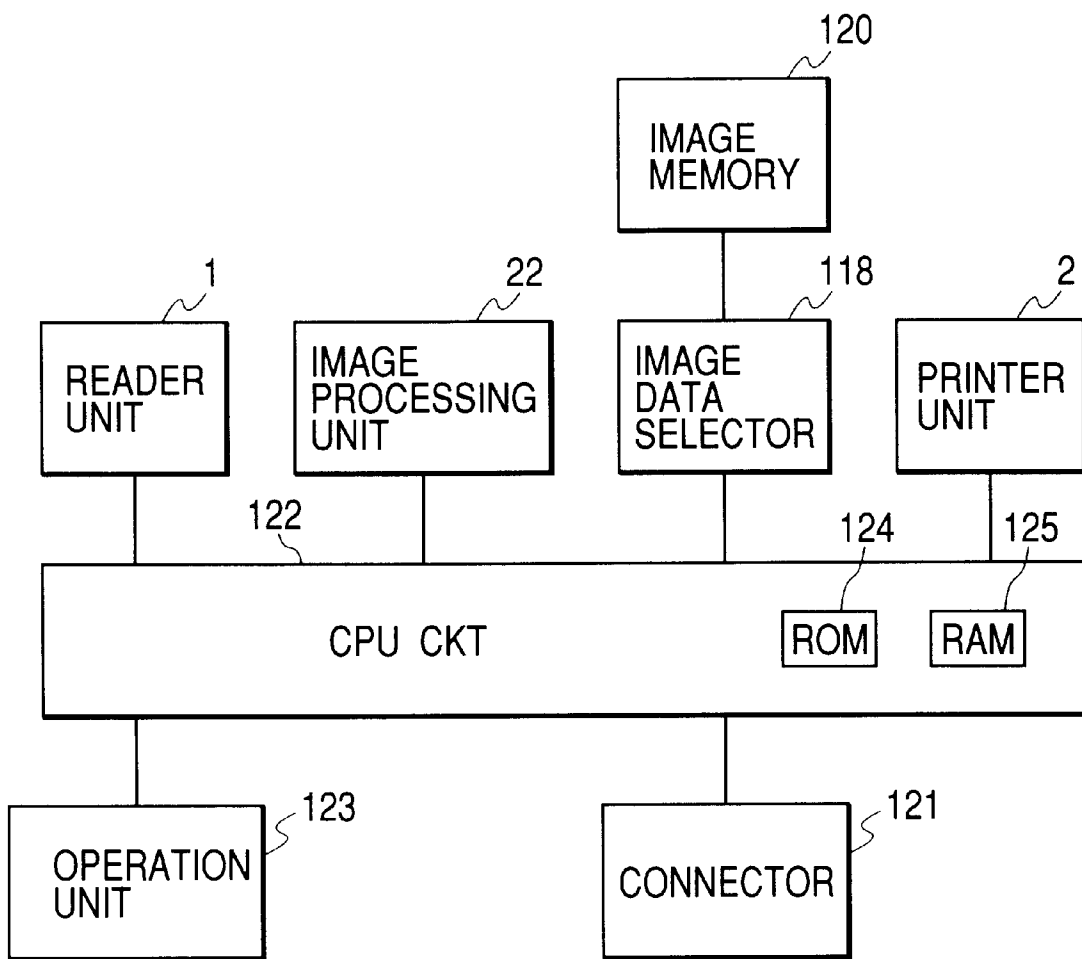 120
IMAGE
MEMORY
1
22
118
2
READER
UNIT
IMAGE
PROCESSING
UNIT
IMAGE
DATA
SELECTOR
PRINTER
UNIT
122
124
125
CPU CKT
ROM
RAM
123
121
OPERATION
UNIT
CONNECTOR